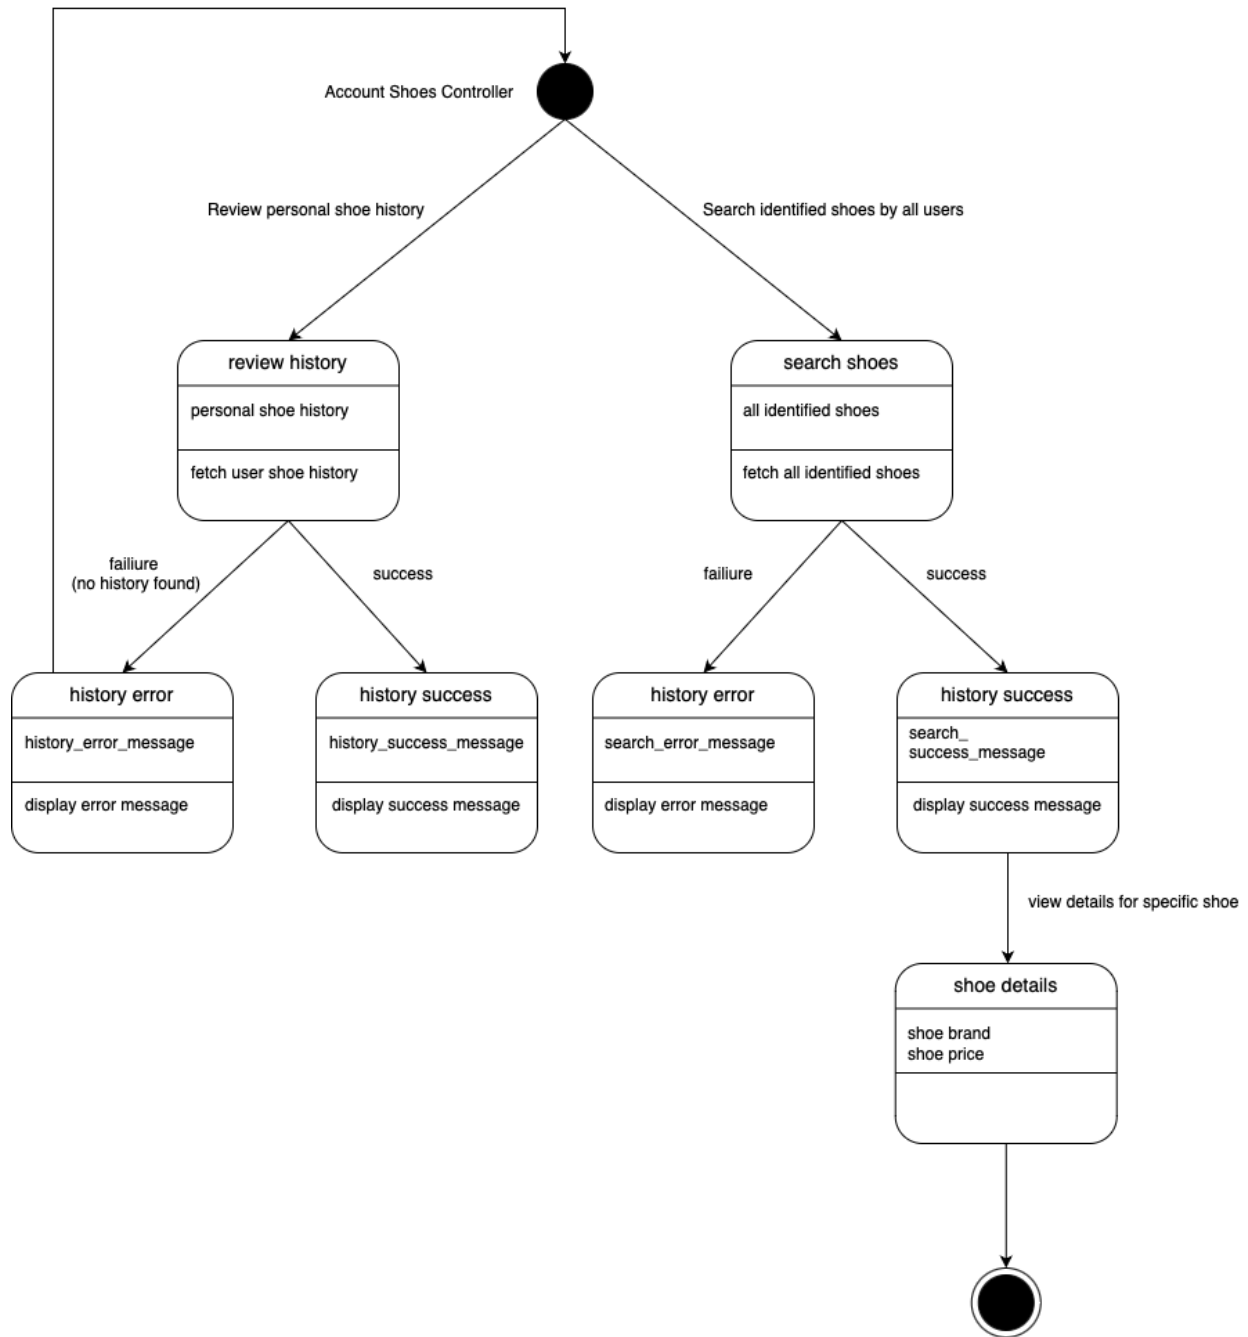 Account Shoes Controller
Review personal shoe history
Search identified shoes by all users
review history
personal shoe history
fetch user shoe history
search shoes
all identified shoes
fetch all identified shoes
failiure
(no history found)
success
failiure
success
history error
history_error_message
display error message
history success
history_success_message
display success message
history error
search_error_message
display error message
history success
search_
success_message
display success message
view details for specific shoe
shoe details
shoe brand
shoe price